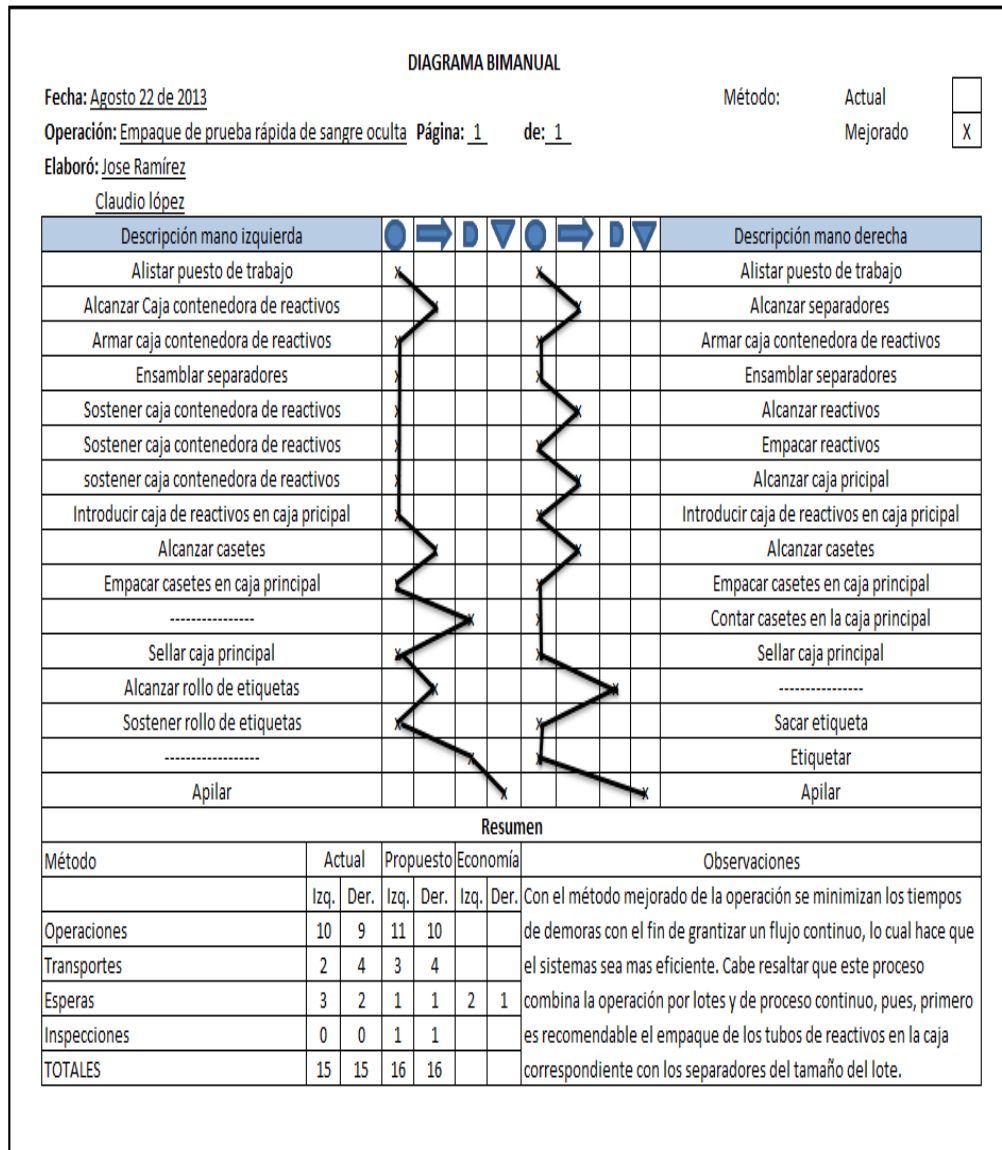 DIAGRAMA BIMANUAL
Fecha: Agosto 22 de 2013 Método: Actual
Operación: Empaque de prueba rápida de sangre oculta Página: 1 de: 1 Mejorado X
Elaboró: Jose Ramírez
Claudio lópez
Descripción mano izquierda D D Descripción mano derecha
Alistar puesto de trabajo x x Alistar puesto de trabajo
Alcanzar Caja contenedora de reactivos x x Alcanzar separadores
Armar caja contenedora de reactivos x x Armar caja contenedora de reactivos
Ensamblar separadores x x Ensamblar separadores
Sostener caja contenedora de reactivos x x Alcanzar reactivos
Sostener caja contenedora de reactivos x x Empacar reactivos
sostener caja contenedora de reactivos x x Alcanzar caja pricipal
Introducir caja de reactivos en caja pricipal x x Introducir caja de reactivos en caja pricipal
Alcanzar casetes x x Alcanzar casetes
Empacar casetes en caja principal x x Empacar casetes en caja principal
---------------- x x Contar casetes en la caja principal
Sellar caja principal x x Sellar caja principal
Alcanzar rollo de etiquetas x x ----------------
Sostener rollo de etiquetas x x Sacar etiqueta
------------------ x x Etiquetar
Apilar x x Apilar
Resumen
Método Actual Propuesto Economía Observaciones
Izq. Der. Izq. Der. Izq. Der. Con el método mejorado de la operación se minimizan los tiempos
Operaciones 10 9 11 10 de demoras con el fin de grantizar un flujo continuo, lo cual hace que
Transportes 2 4 3 4 el sistemas sea mas eficiente. Cabe resaltar que este proceso
Esperas 3 2 1 1 2 1 combina la operación por lotes y de proceso continuo, pues, primero
Inspecciones 0 0 1 1 es recomendable el empaque de los tubos de reactivos en la caja
TOTALES 15 15 16 16 correspondiente con los separadores del tamaño del lote.